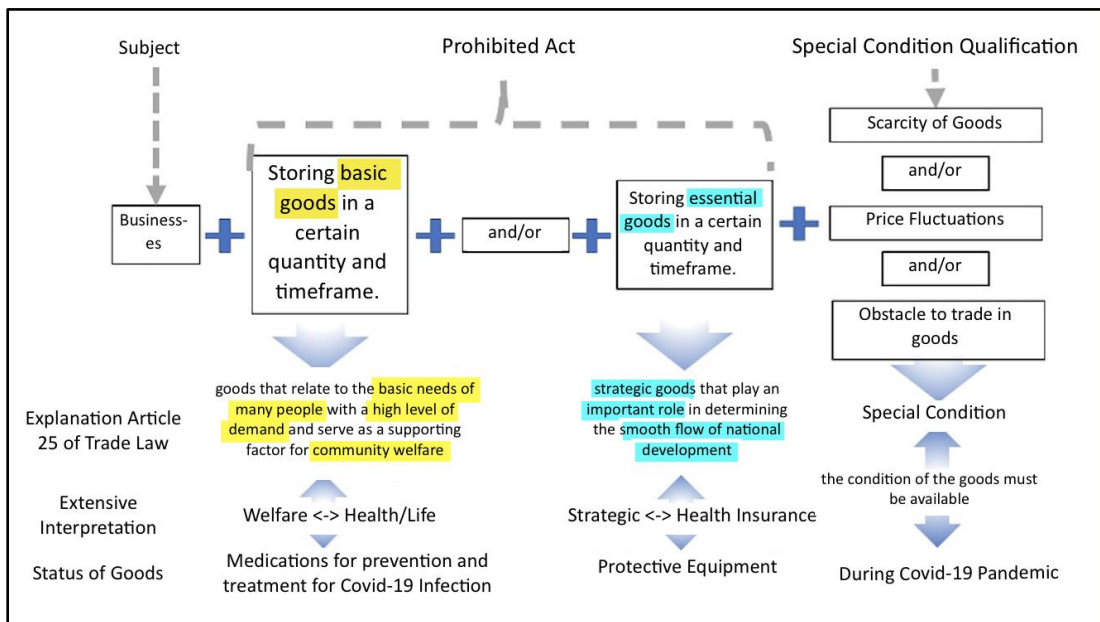 Subject
Prohibited Act
Special Condition Qualification
Business-
es
Storing basic
goods in a
certain
quantity and
timeframe.
and/or
Storing essential
goods in a certain
quantity and
timeframe.
Scarcity of Goods
and/or
Price Fluctuations
and/or
Obstacle to trade in
goods
Explanation Article
25 of Trade Law
goods that relate to the basic needs of
many people with a high level of
demand and serve as a supporting
factor for community welfare
strategic goods that play an
important role in determining
the smooth flow of national
development
Special Condition
Extensive
Interpretation
Welfare <-> Health/Life
Strategic <-> Health Insurance
the condition of the goods must
be available
Status of Goods
Medications for prevention and
treatment for Covid-19 Infection
Protective Equipment
During Covid-19 Pandemic